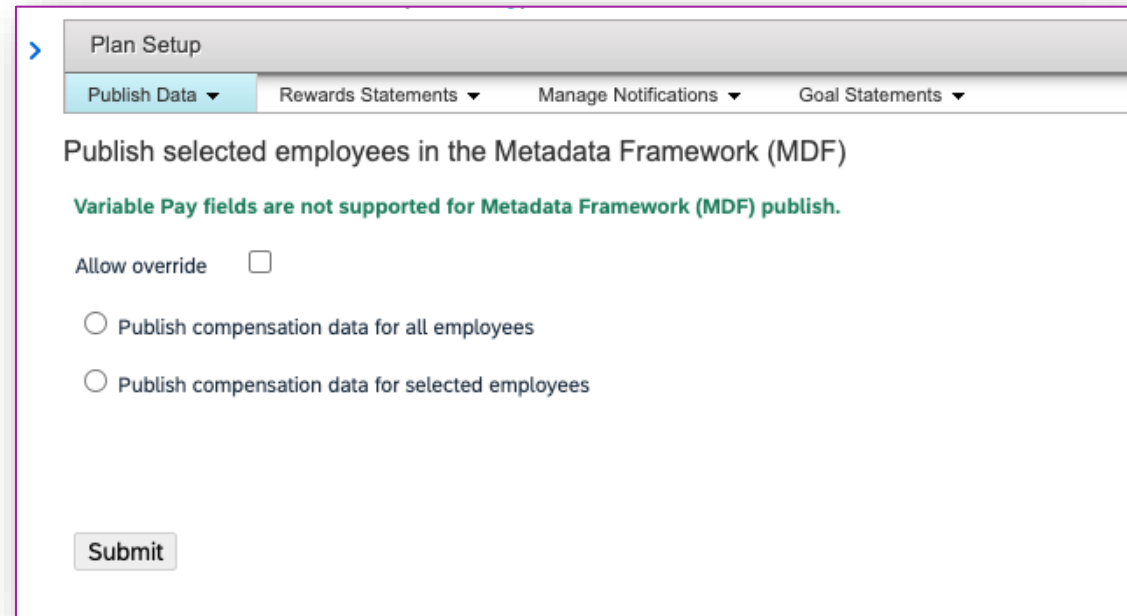 Plan Setup
Publish Data
Rewards Statements
Manage Notifications
Goal Statements
Publish selected employees in the Metadata Framework (MDF)
Variable Pay fields are not supported for Metadata Framework (MDF) publish.
Allow override
Publish compensation data for all employees
Publish compensation data for selected employees
Submit